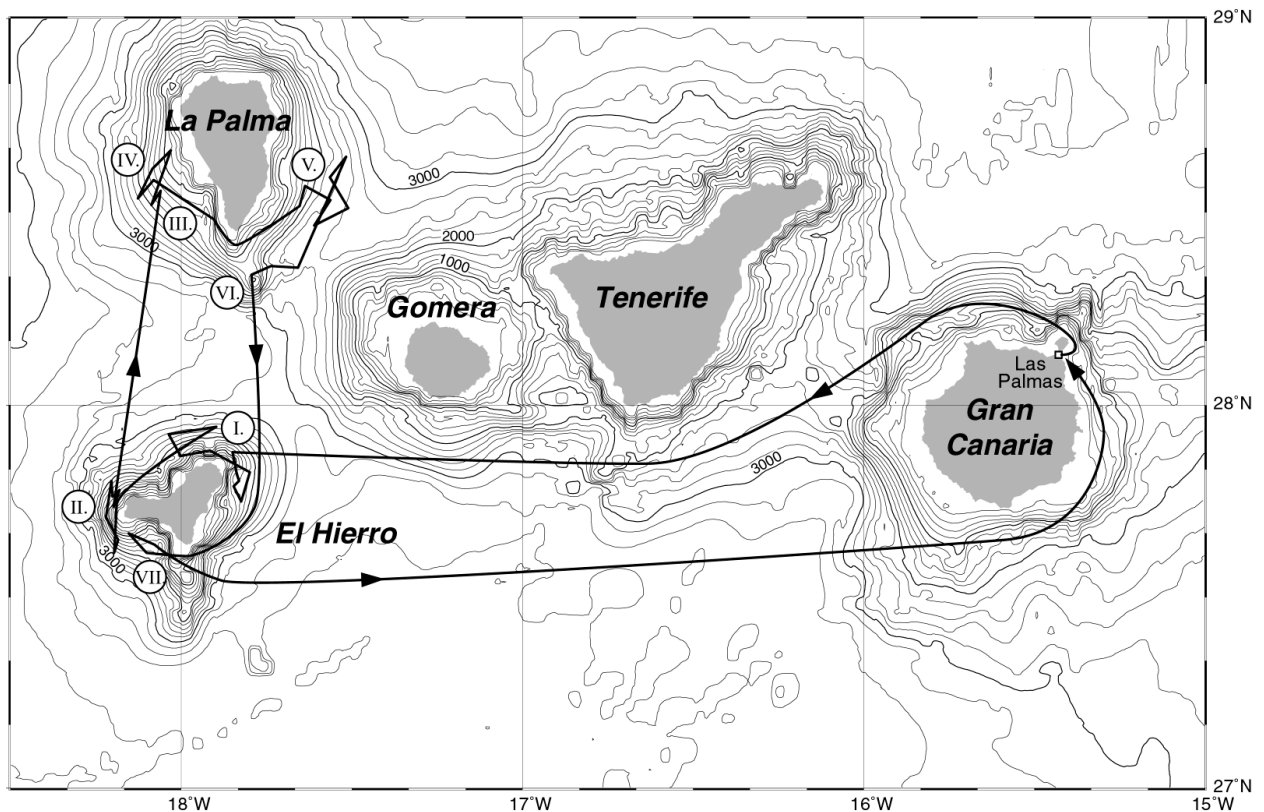 29°N
La Palma
IV.
V.
3000
III.
2000
3000
1000
VI.
Gomera
Tenerife
Las
Palmas
28°N
Gran
Canaria
I.
3000
II.
El Hierro
3000
VII.
27°N
18°W
17°W
16°W
15°W